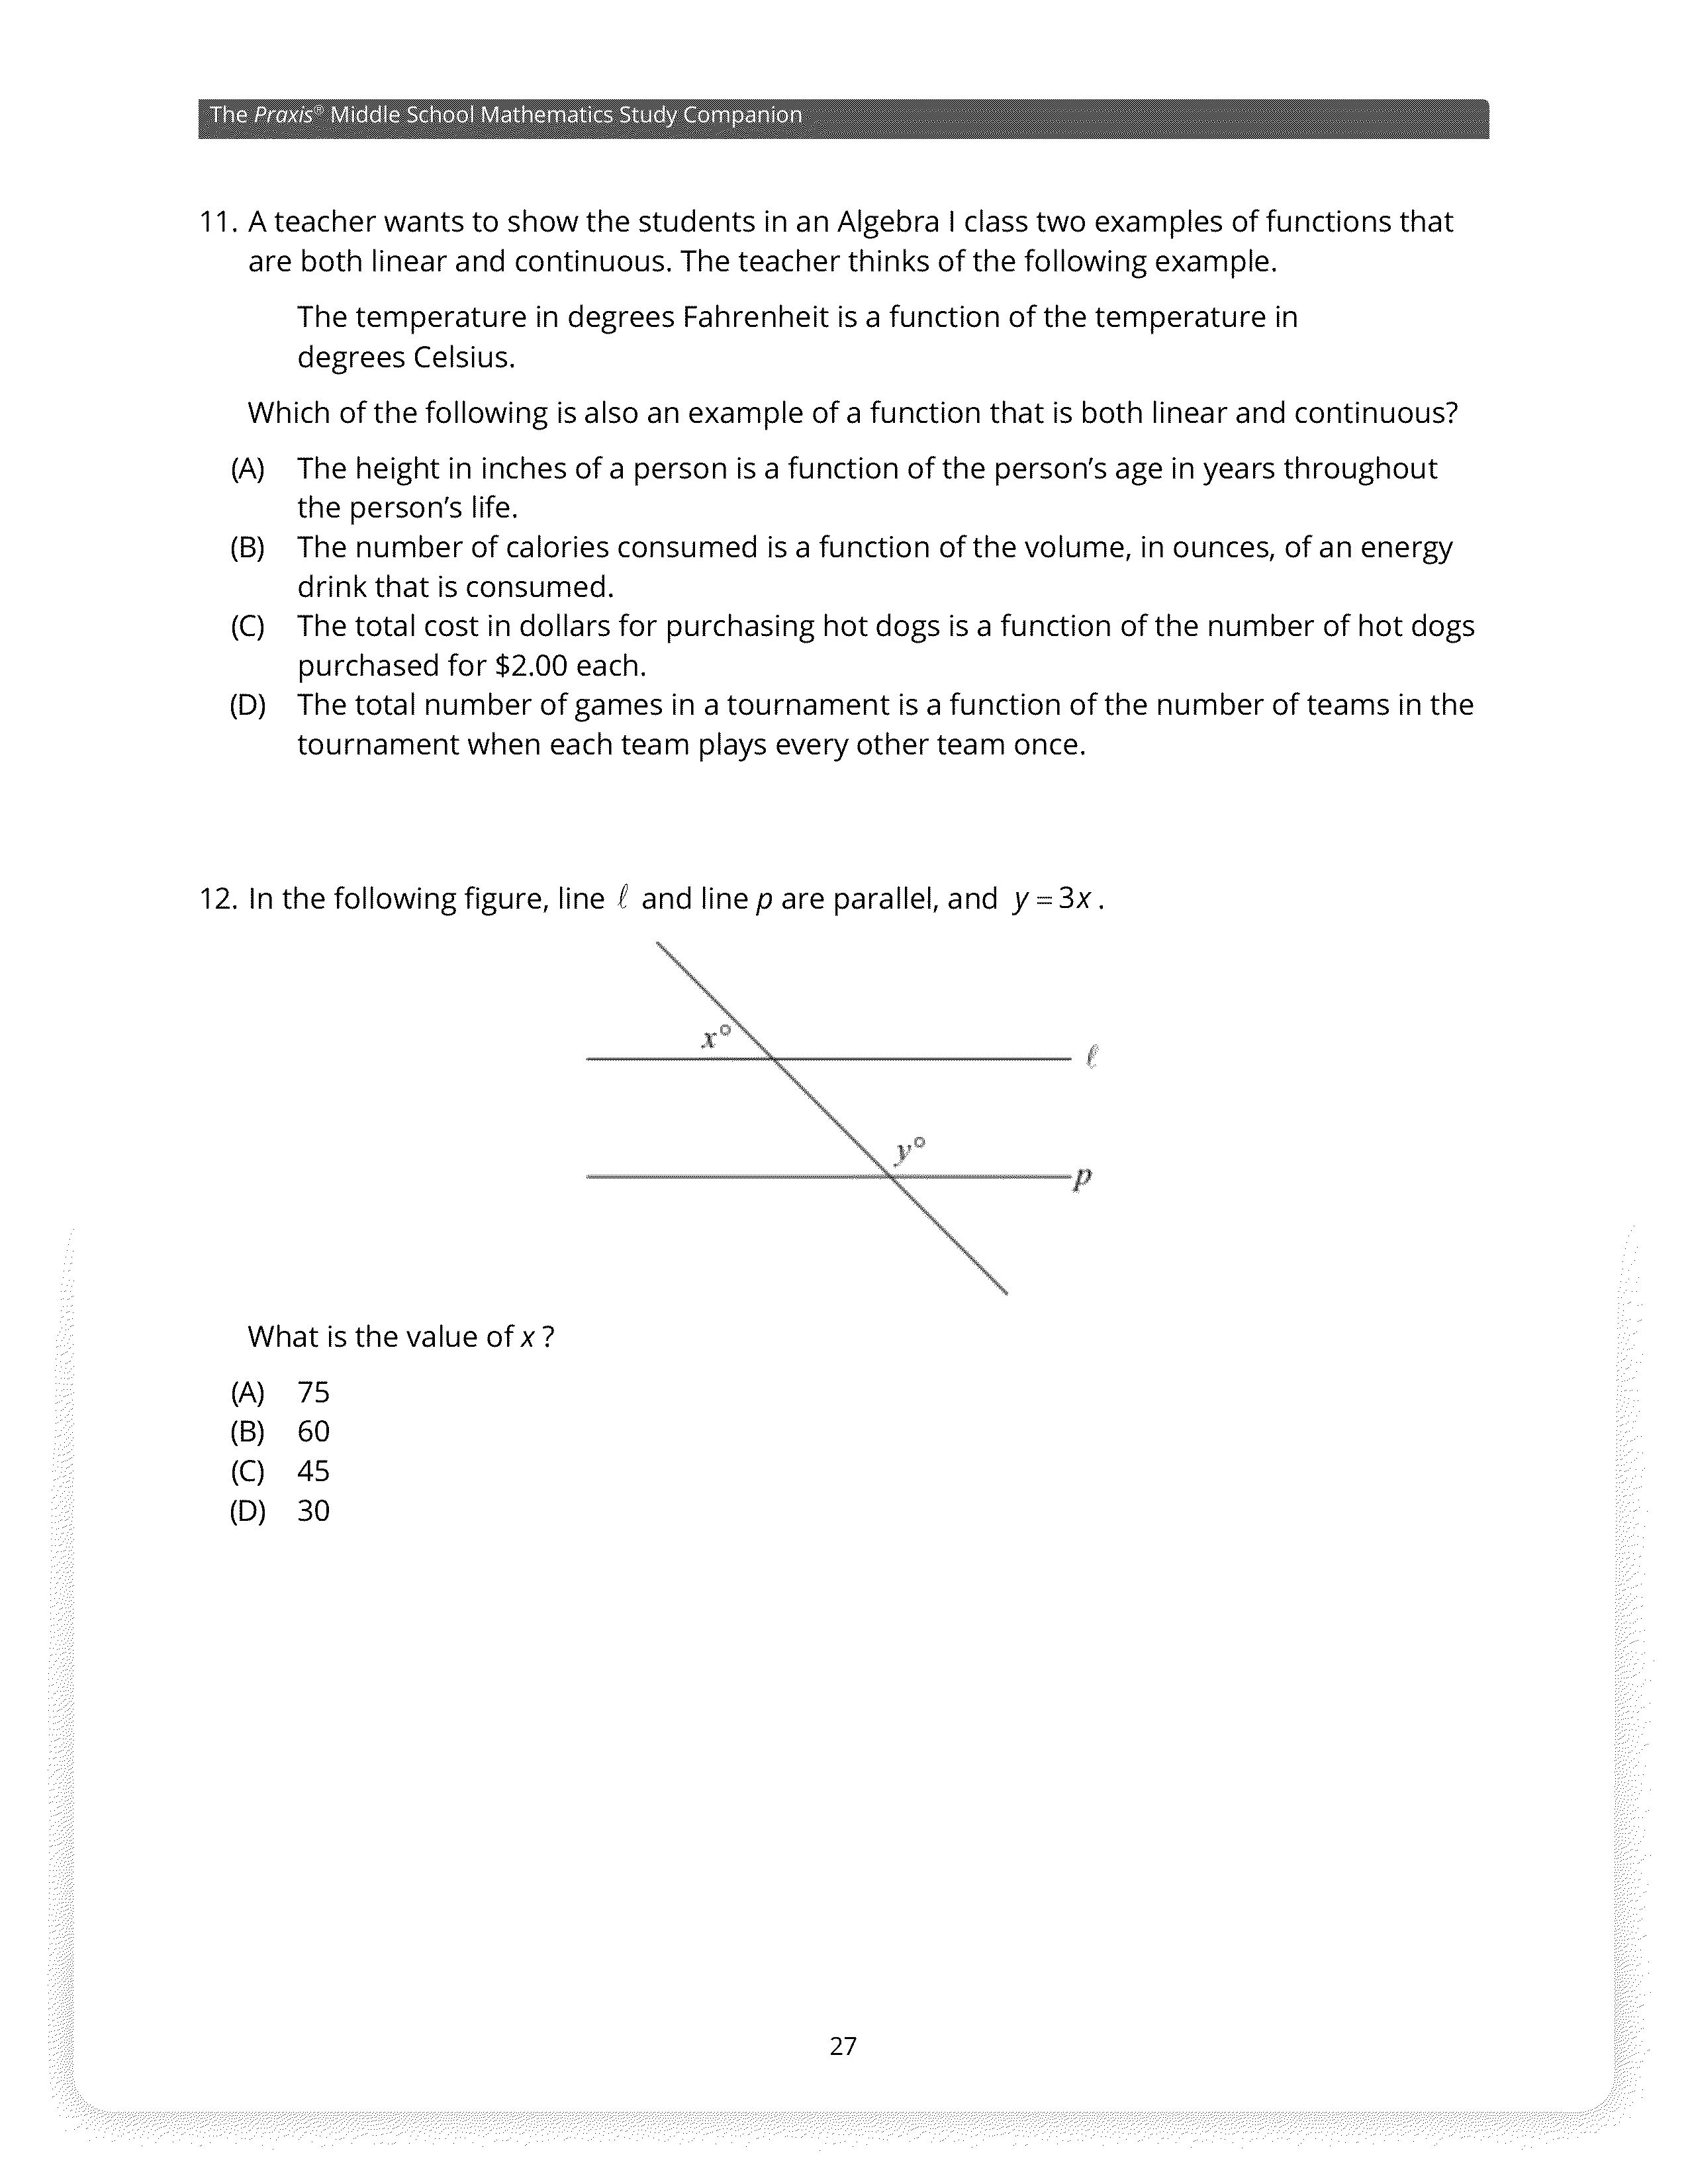 The Praxis® Middle School Mathematics Study Companion
11. A teacher wants to show the students in an Algebra I class two examples of functions that
are both linear and continuous. The teacher thinks of the following example.
The temperature in degrees Fahrenheit is a function of the temperature in
degrees Celsius.
Which of the following is also an example of a function that is both linear and continuous?
(A) The height in inches of a person is a function of the person’s age in years throughout
the person’s life.
(B) The number of calories consumed is a function of the volume, in ounces, of an energy
drink that is consumed.
(C) The total cost in dollars for purchasing hot dogs is a function of the number of hot dogs
purchased for $2.00 each.
(D) The total number of games in a tournament is a function of the number of teams in the
tournament when each team plays every other team once.
12. In the following figure, line ℓ and line p are parallel, and y = 3x.
x°
ℓ
y°
p
What is the value of x ?
(A) 75
(B) 60
(C) 45
(D) 30
27